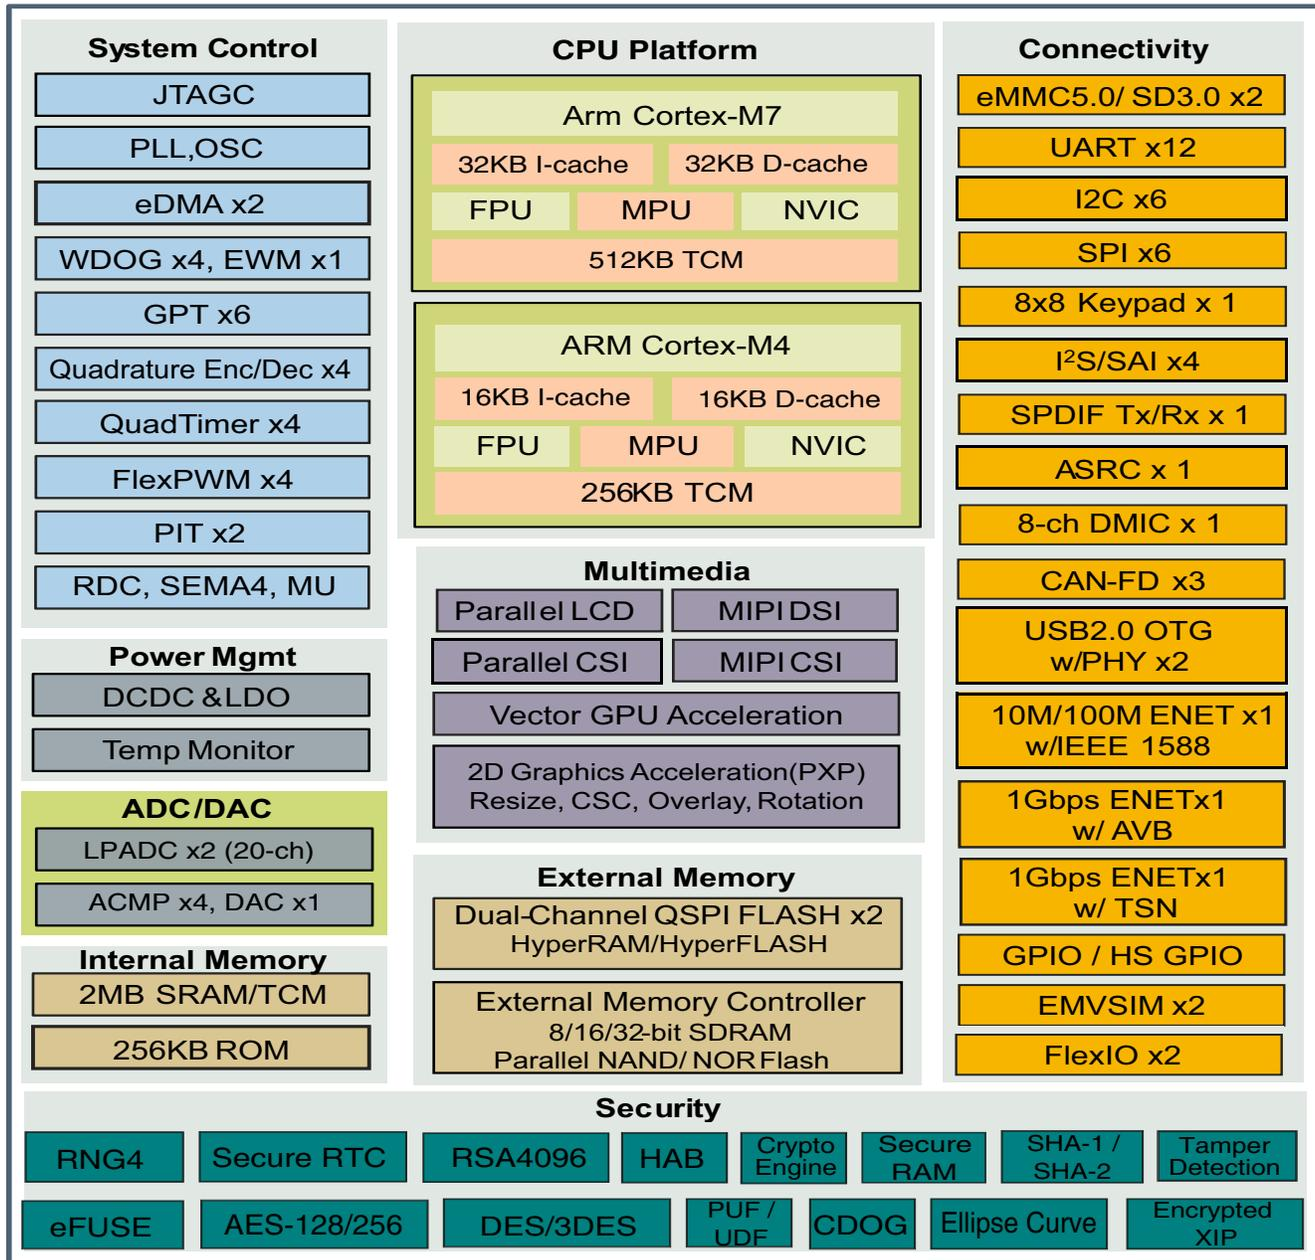 System Control
JTAGC
PLL,OSC
eDMA x2
WDOG x4, EWM x1
GPT x6
Quadrature Enc/Dec x4
QuadTimer x4
FlexPWM x4
PIT x2
RDC, SEMA4, MU
Power Mgmt
DCDC &LDO
Temp Monitor
ADC/DAC
LPADC x2 (20-ch)
ACMP x4, DAC x1
Internal Memory
2MB SRAM/TCM
256KB ROM
CPU Platform
Arm Cortex-M7
32KB I-cache
32KB D-cache
FPU
MPU
NVIC
512KB TCM
ARM Cortex-M4
16KB I-cache
16KB D-cache
FPU
MPU
NVIC
256KB TCM
Multimedia
Parallel LCD
MIPI DSI
Parallel CSI
MIPI CSI
Vector GPU Acceleration
2D Graphics Acceleration(PXP)
Resize, CSC, Overlay, Rotation
External Memory
Dual-Channel QSPI FLASH x2
HyperRAM/HyperFLASH
External Memory Controller
8/16/32-bit SDRAM
Parallel NAND/ NOR Flash
Connectivity
eMMC5.0/ SD3.0 x2
UART x12
I2C x6
SPI x6
8x8 Keypad x 1
I²S/SAI x4
SPDIF Tx/Rx x 1
ASRC x 1
8-ch DMIC x 1
CAN-FD x3
USB2.0 OTG
w/PHY x2
10M/100M ENET x1
w/IEEE 1588
1Gbps ENETx1
w/ AVB
1Gbps ENETx1
w/ TSN
GPIO / HS GPIO
EMVSIM x2
FlexIO x2
Security
RNG4
Secure RTC
RSA4096
HAB
Crypto
Engine
Secure
RAM
SHA-1 /
SHA-2
Tamper
Detection
eFUSE
AES-128/256
DES/3DES
PUF /
UDF
CDOG
Ellipse Curve
Encrypted
XIP